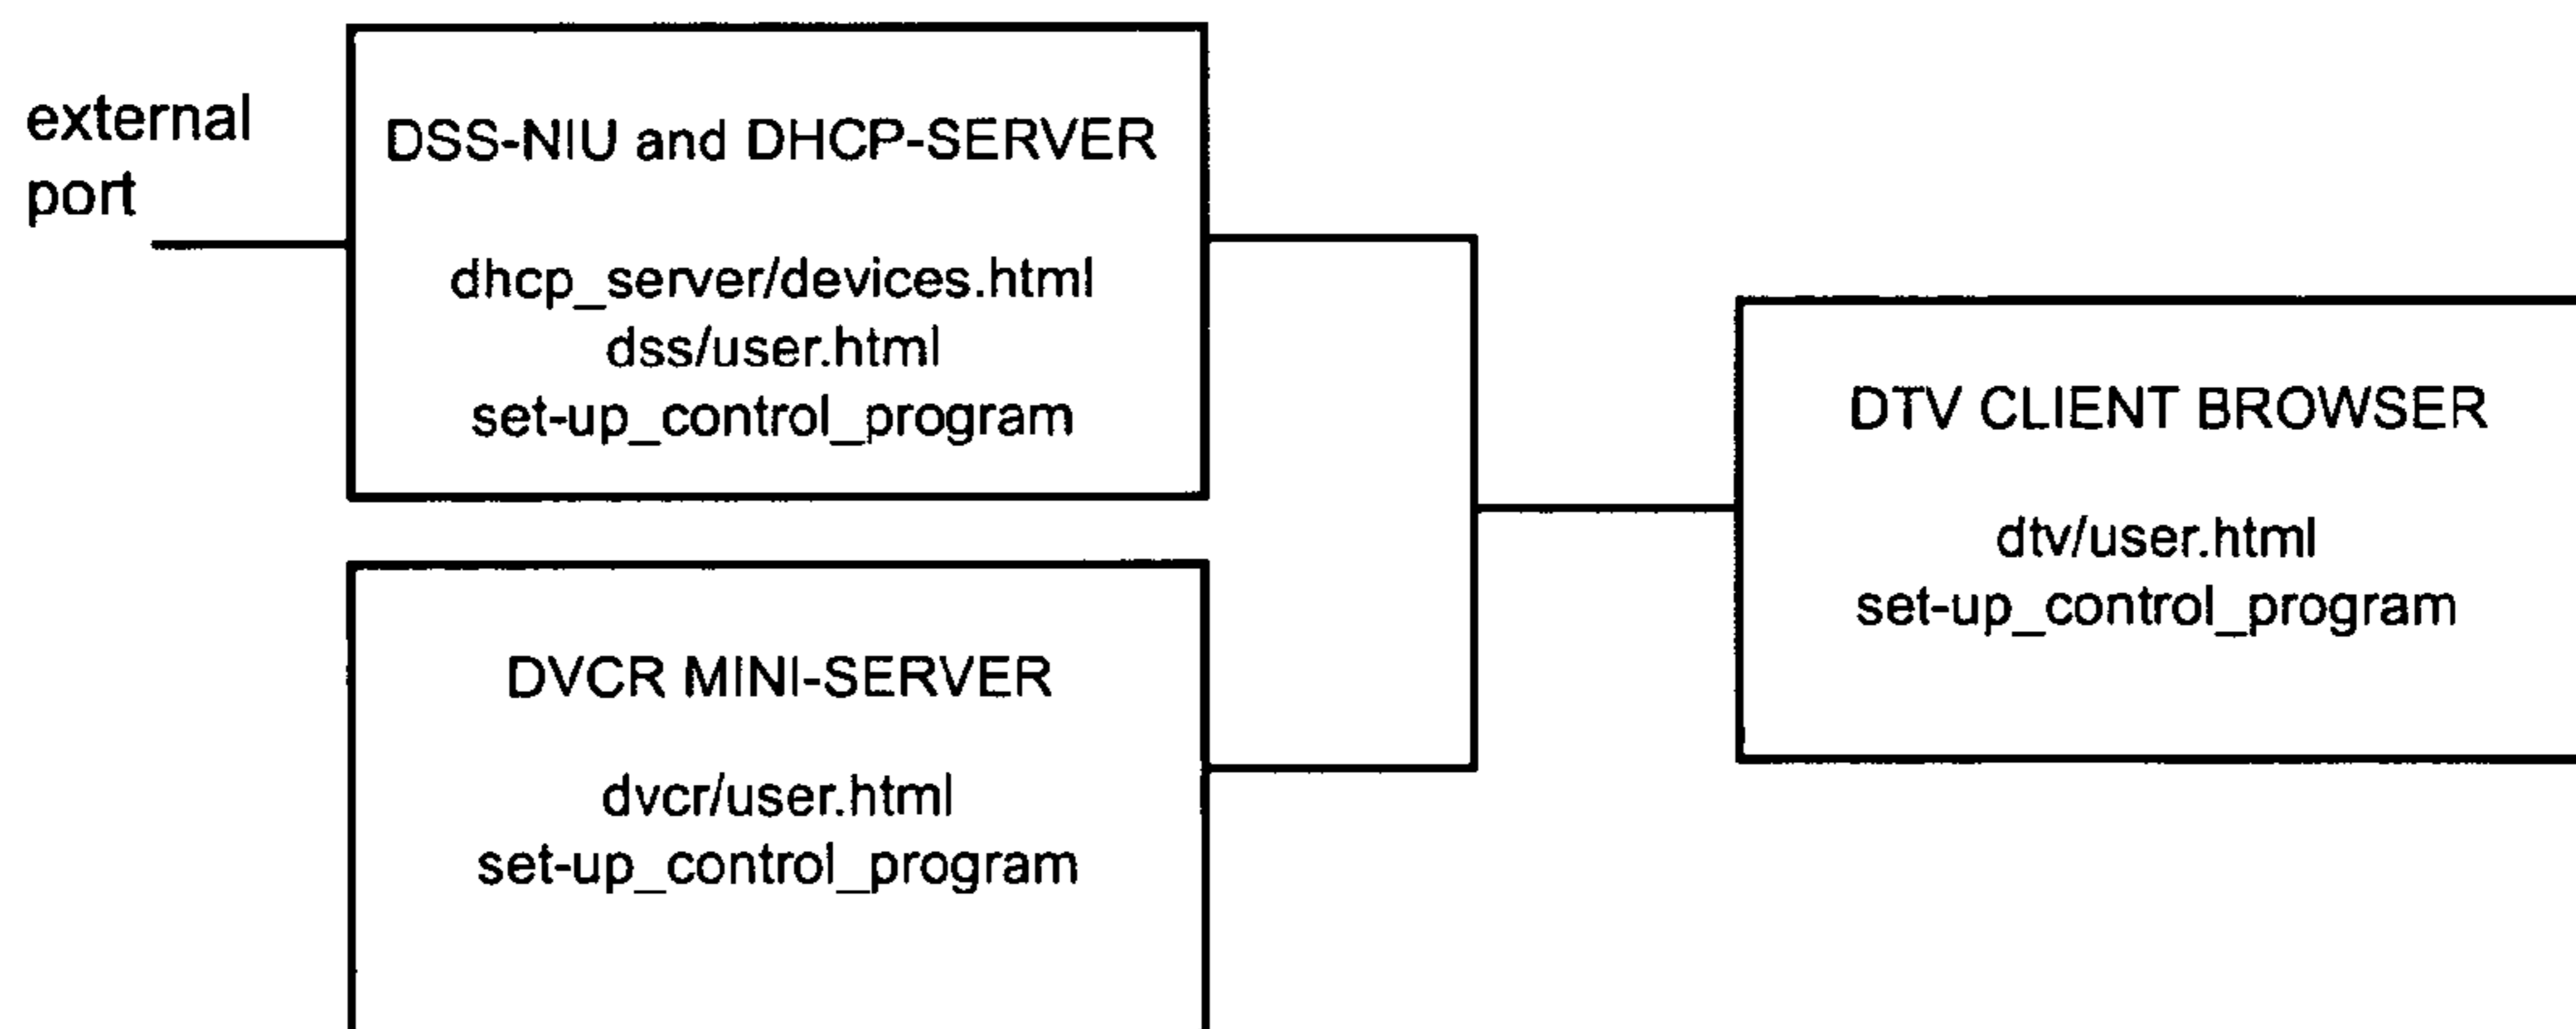 external
port
DSS-NIU and DHCP-SERVER
dhcp_server/devices.html
dss/user.html
set-up_control_program
DVCR MINI-SERVER
dvcr/user.html
set-up_control_program
DTV CLIENT BROWSER
dtv/user.html
set-up_control_program